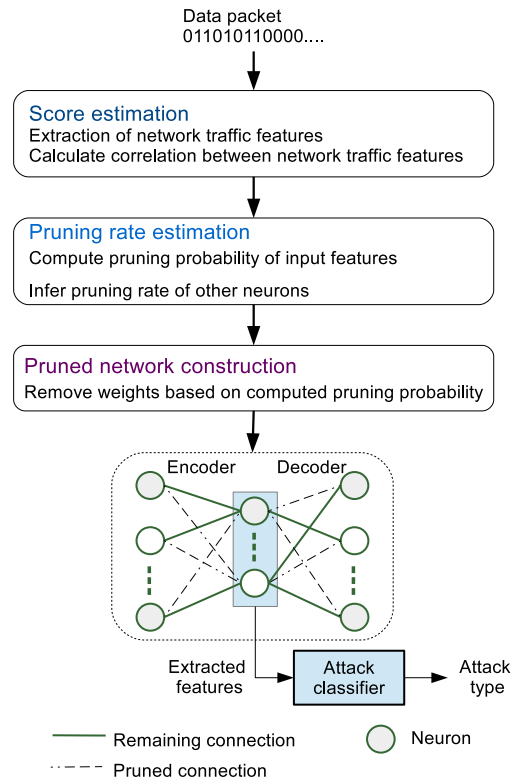 Data packet
011010110000....
Score estimation
Extraction of network traffic features
Calculate correlation between network traffic features
Pruning rate estimation
Compute pruning probability of input features
Infer pruning rate of other neurons
Pruned network construction
Remove weights based on computed pruning probability
Encoder
Decoder
Extracted
features
Attack
classifier
Attack
type
Remaining connection
Neuron
Pruned connection